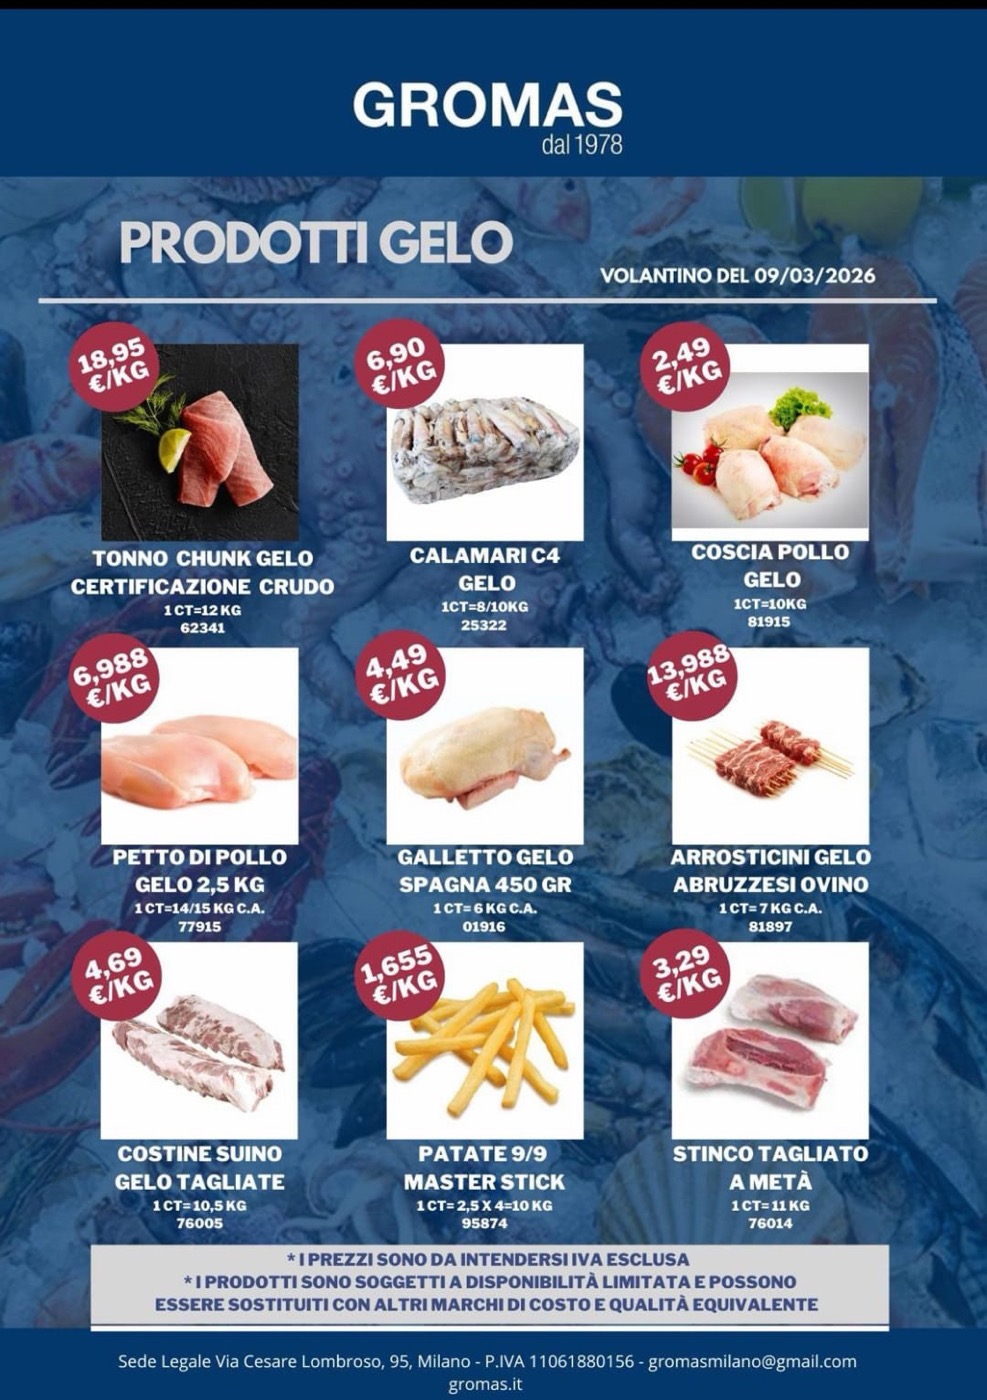 GROMAS
dal 1978
PRODOTTI GELO
VOLANTINO DEL 09/03/2026
18,95
€/KG
TONNO CHUNK GELO
CERTIFICAZIONE CRUDO
1 CT=12 KG
62341
6,90
€/KG
CALAMARI C4
GELO
1CT=8/10KG
25322
2,49
€/KG
COSCIA POLLO
GELO
1CT=10KG
81915
6,988
€/KG
PETTO DI POLLO
GELO 2,5 KG
1 CT=14/15 KG C.A.
77915
4,49
€/KG
GALLETTO GELO
SPAGNA 450 GR
1 CT= 6 KG C.A.
01916
13,988
€/KG
ARROSTICINI GELO
ABRUZZESI OVINO
1 CT= 7 KG C.A.
81897
4,69
€/KG
COSTINE SUINO
GELO TAGLIATE
1 CT= 10,5 KG
76005
1,655
€/KG
PATATE 9/9
MASTER STICK
1 CT= 2,5 X 4=10 KG
95874
3,29
€/KG
STINCO TAGLIATO
A METÀ
1 CT= 11 KG
76014
* I PREZZI SONO DA INTENDERSI IVA ESCLUSA
* I PRODOTTI SONO SOGGETTI A DISPONIBILITÀ LIMITATA E POSSONO
ESSERE SOSTITUITI CON ALTRI MARCHI DI COSTO E QUALITÀ EQUIVALENTE
Sede Legale Via Cesare Lombroso, 95, Milano - P.IVA 11061880156 - gromasmilano@gmail.com
gromas.it